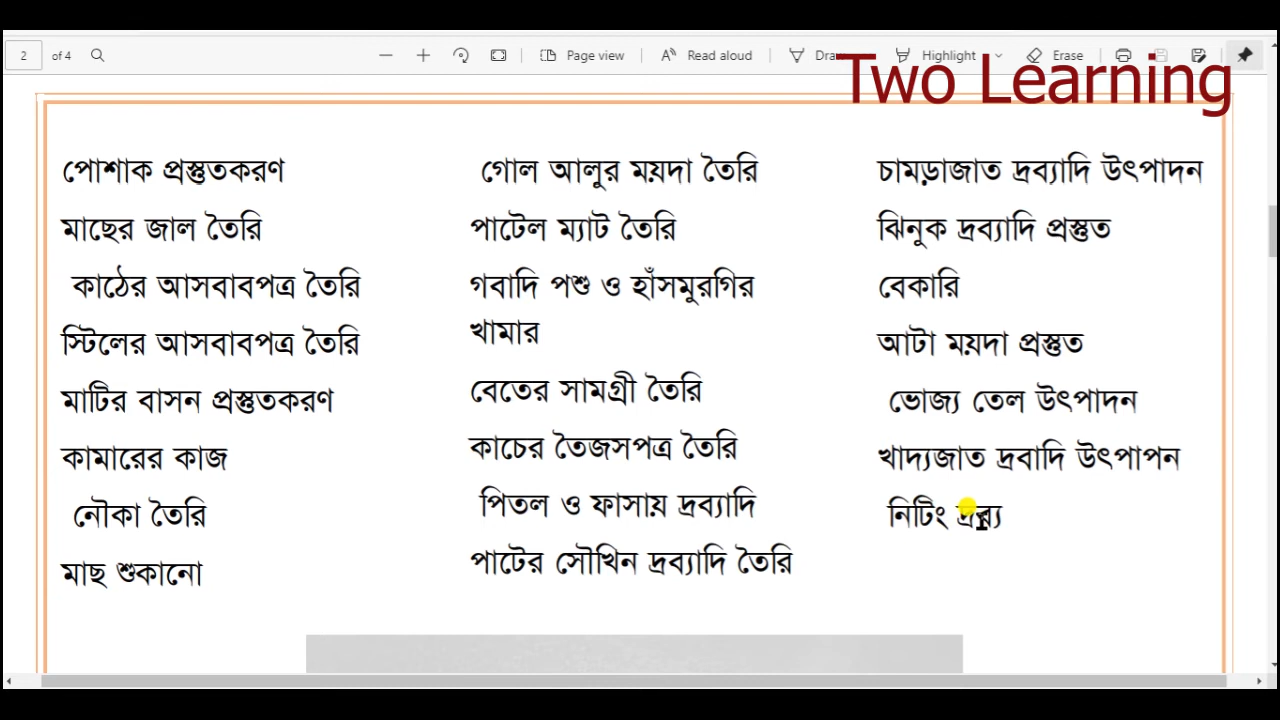 2 of 4 Page view Read aloud Draw Highlight Erase
Two Learning
পোশাক প্রস্তুতকরণ
মাছের জাল তৈরি
কাঠের আসবাবপত্র তৈরি
স্টিলের আসবাবপত্র তৈরি
মাটির বাসন প্রস্তুতকরণ
কামারের কাজ
নৌকা তৈরি
মাছ শুকানো
গোল আলুর ময়দা তৈরি
পাটেল ম্যাট তৈরি
গবাদি পশু ও হাঁসমুরগির
খামার
বেতের সামগ্রী তৈরি
কাচের তৈজসপত্র তৈরি
পিতল ও ফাসায় দ্রব্যাদি
পাটের সৌখিন দ্রব্যাদি তৈরি
চামড়াজাত দ্রব্যাদি উৎপাদন
ঝিনুক দ্রব্যাদি প্রস্তুত
বেকারি
আটা ময়দা প্রস্তুত
ভোজ্য তেল উৎপাদন
খাদ্যজাত দ্রবাদি উৎপাপন
নিটিং দ্রব্য